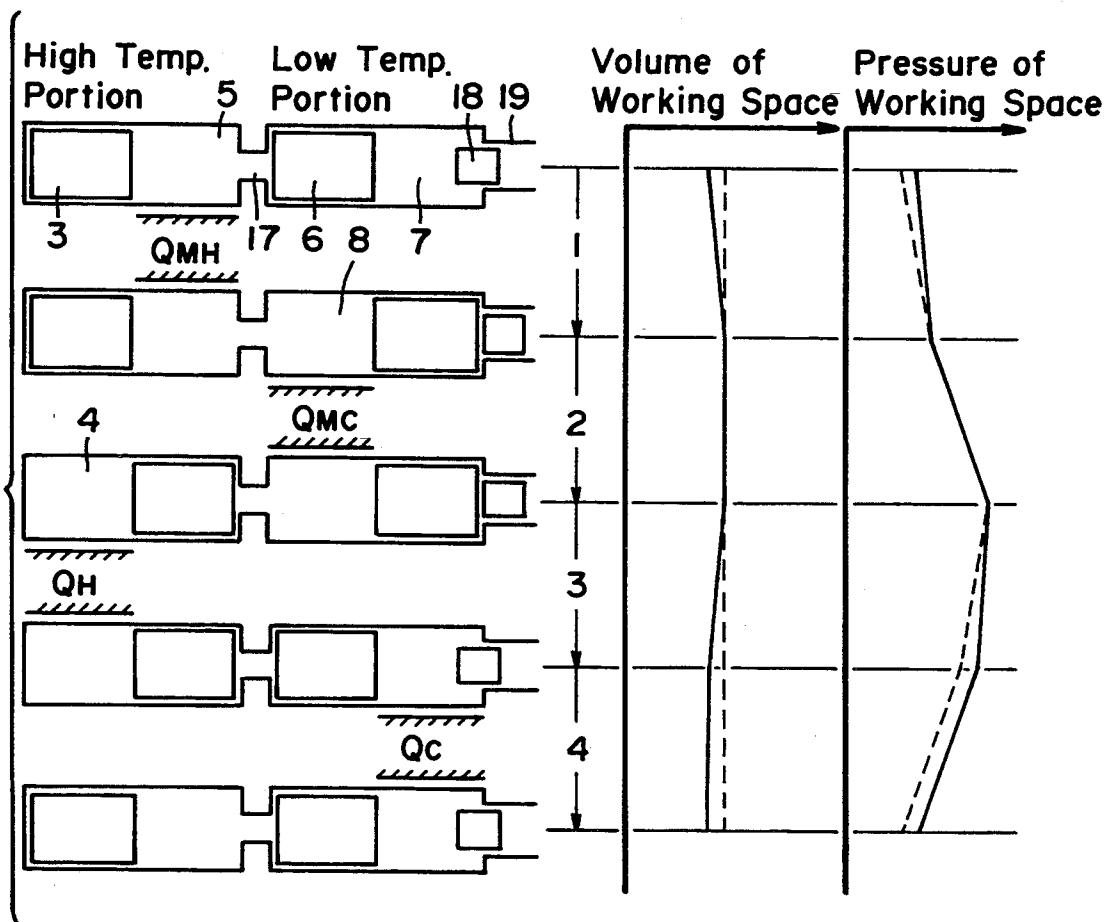 High Temp.
Portion
5
Low Temp.
Portion
18
19
Volume of
Working Space
Pressure of
Working Space
3
QMH
17
6
8
7
1
4
QMC
2
QH
3
QC
4